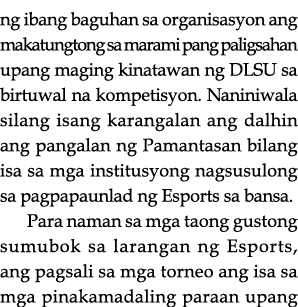 ng ibang baguhan sa organisasyon ang
makatungtong sa marami pang paligsahan
upang maging kinatawan ng DLSU sa
birtuwal na kompetisyon. Naniniwala
silang isang karangalan ang dalhin
ang pangalan ng Pamantasan bilang
isa sa mga institusyong nagsusulong
sa pagpapaunlad ng Esports sa bansa.
Para naman sa mga taong gustong
sumubok sa larangan ng Esports,
ang pagsali sa mga torneo ang isa sa
mga pinakamadaling paraan upang